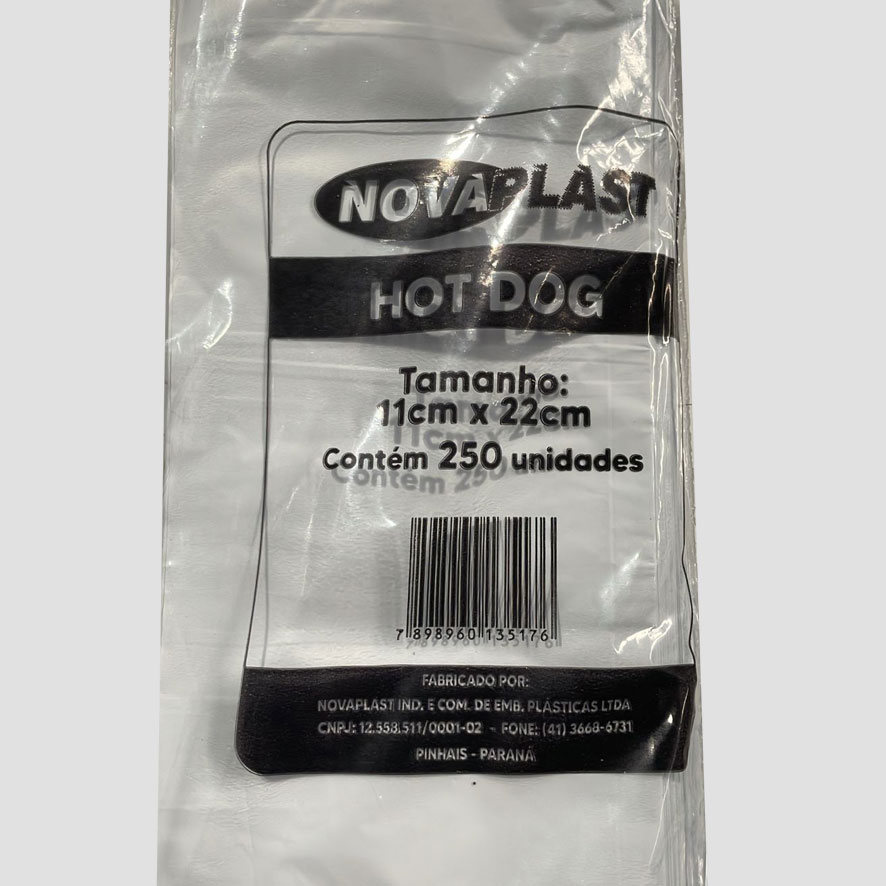 NOVAPLAST
HOT DOG
Tamanho:
11cm x 22cm
Contém 250 unidades
7 898960 135176
FABRICADO POR:
NOVAPLAST IND. E COM. DE EMB. PLÁSTICAS LTDA
CNPJ: 12.558.511/0001-02 - FONE: (41) 3668-6731
PINHAIS - PARANÁ